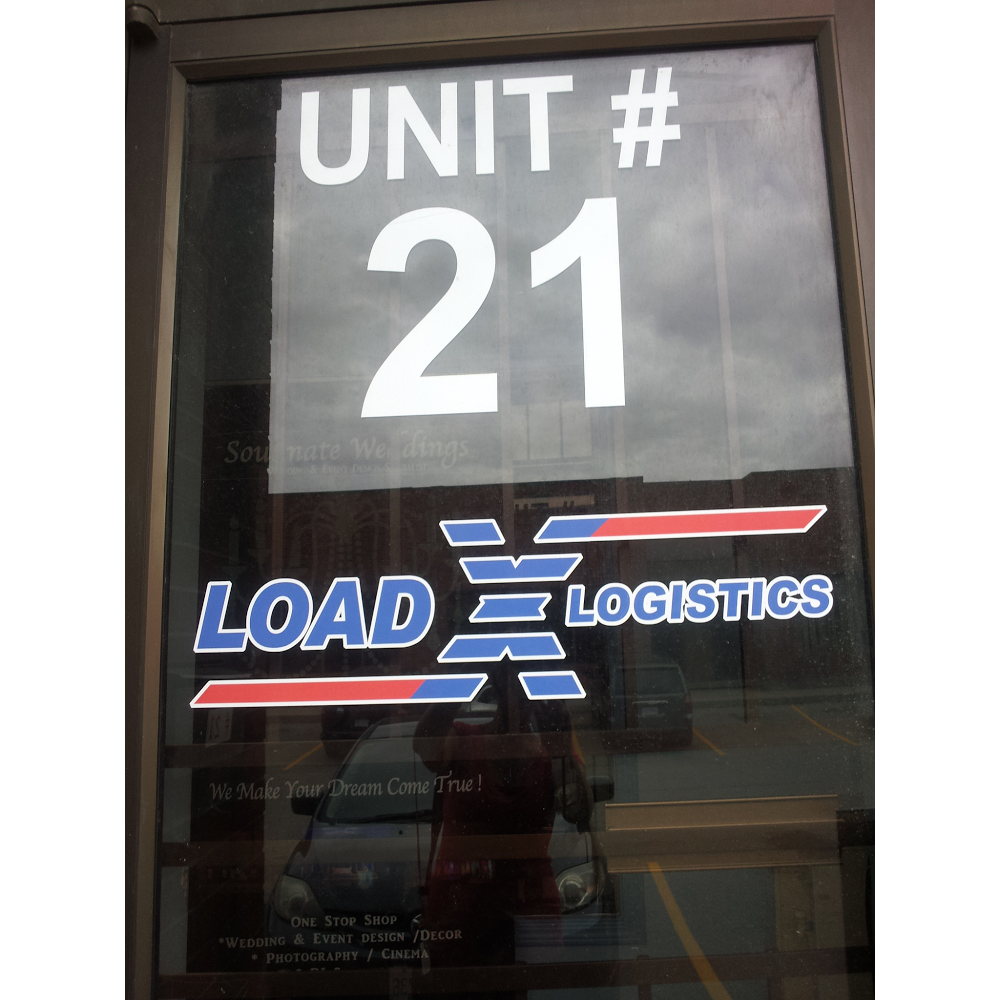 UNIT #
21
Soulmate Weddings
LOAD X LOGISTICS
We Make Your Dream Come True !
ONE STOP SHOP
*WEDDING & EVENT DESIGN /DECOR
* PHOTOGRAPHY / CINEMA